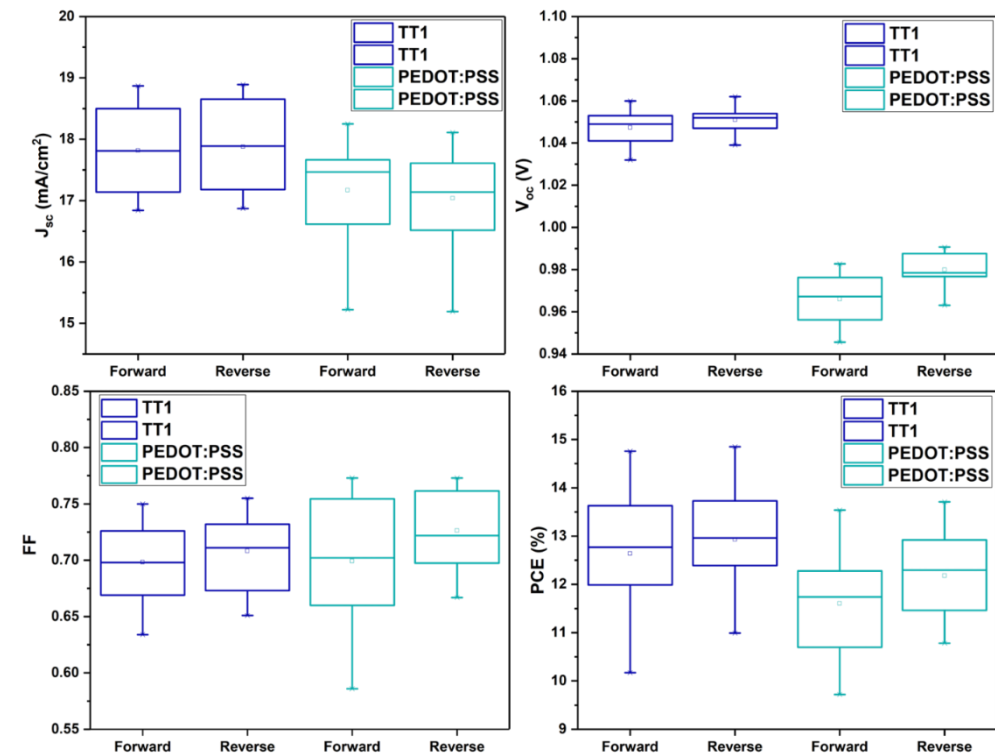 20
19
18
17
16
15
J_sc (mA/cm²)
TT1
TT1
PEDOT:PSS
PEDOT:PSS
Forward Reverse Forward Reverse
1.10
1.08
1.06
1.04
1.02
1.00
0.98
0.96
0.94
V_oc (V)
TT1
TT1
PEDOT:PSS
PEDOT:PSS
Forward Reverse Forward Reverse
0.85
0.80
0.75
0.70
0.65
0.60
0.55
FF
TT1
TT1
PEDOT:PSS
PEDOT:PSS
Forward Reverse Forward Reverse
16
15
14
13
12
11
10
9
PCE (%)
TT1
TT1
PEDOT:PSS
PEDOT:PSS
Forward Reverse Forward Reverse